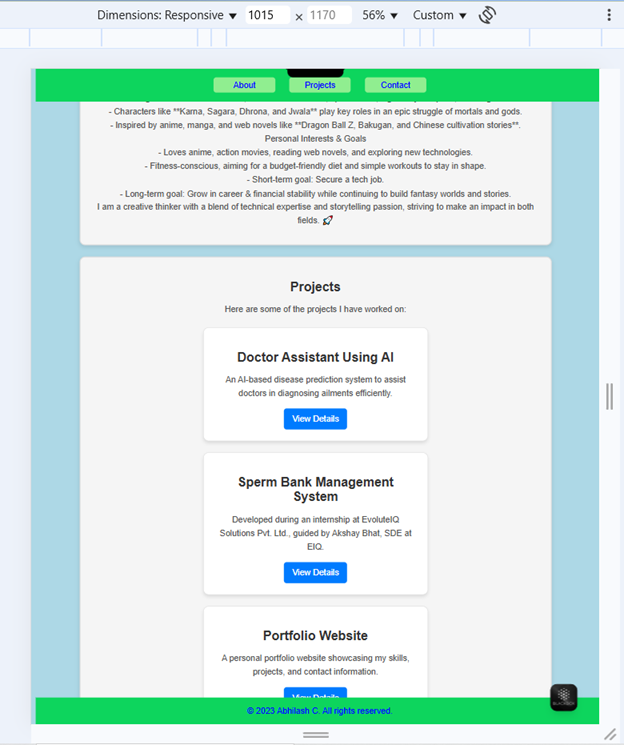 Dimensions: Responsive ▼ 1015 × 1170 56% ▼ Custom ▼
About Projects Contact
- Characters like **Karna, Sagara, Dhrona, and Jwala** play key roles in an epic struggle of mortals and gods.
- Inspired by anime, manga, and web novels like **Dragon Ball Z, Bakugan, and Chinese cultivation stories**.
Personal Interests & Goals
- Loves anime, action movies, reading web novels, and exploring new technologies.
- Fitness-conscious, aiming for a budget-friendly diet and simple workouts to stay in shape.
- Short-term goal: Secure a tech job.
- Long-term goal: Grow in career & financial stability while continuing to build fantasy worlds and stories.
I am a creative thinker with a blend of technical expertise and storytelling passion, striving to make an impact in both
fields. 🚀
Projects
Here are some of the projects I have worked on:
Doctor Assistant Using AI
An AI-based disease prediction system to assist
doctors in diagnosing ailments efficiently.
View Details
Sperm Bank Management
System
Developed during an internship at EvoluteIQ
Solutions Pvt. Ltd., guided by Akshay Bhat, SDE at
EIQ.
View Details
Portfolio Website
A personal portfolio website showcasing my skills,
projects, and contact information.
View Details
© 2023 Abhilash C. All rights reserved.